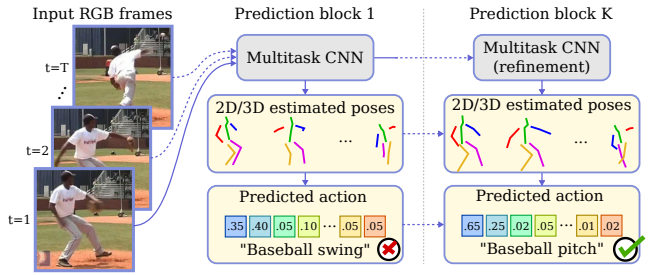 Input RGB frames
t=T
t=2
t=1
Prediction block 1
Multitask CNN
2D/3D estimated poses
...
Predicted action
.35 .40 .05 .10 ... .05 .05
"Baseball swing"
Prediction block K
Multitask CNN
(refinement)
2D/3D estimated poses
...
Predicted action
.65 .25 .02 .05 ... .01 .02
"Baseball pitch"